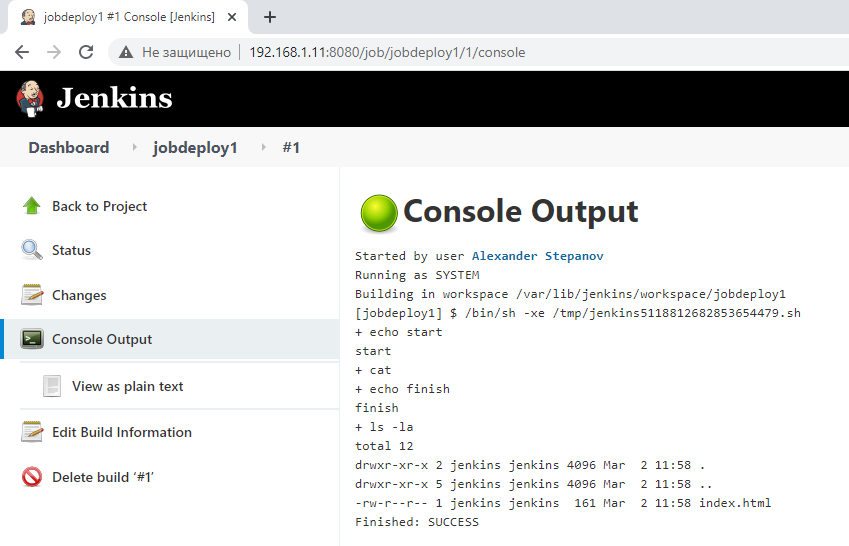 jobdeploy1 #1 Console [Jenkins]
Не защищено
192.168.1.11:8080/job/jobdeploy1/1/console
Jenkins
Dashboard jobdeploy1 #1
Back to Project
Status
Changes
Console Output
View as plain text
Edit Build Information
Delete build ‘#1’
Console Output
Started by user Alexander Stepanov
Running as SYSTEM
Building in workspace /var/lib/jenkins/workspace/jobdeploy1
[jobdeploy1] $ /bin/sh -xe /tmp/jenkins5118812682853654479.sh
+ echo start
start
+ cat
+ echo finish
finish
+ ls -la
total 12
drwxr-xr-x 2 jenkins jenkins 4096 Mar  2 11:58 .
drwxr-xr-x 5 jenkins jenkins 4096 Mar  2 11:58 ..
-rw-r--r-- 1 jenkins jenkins  161 Mar  2 11:58 index.html
Finished: SUCCESS